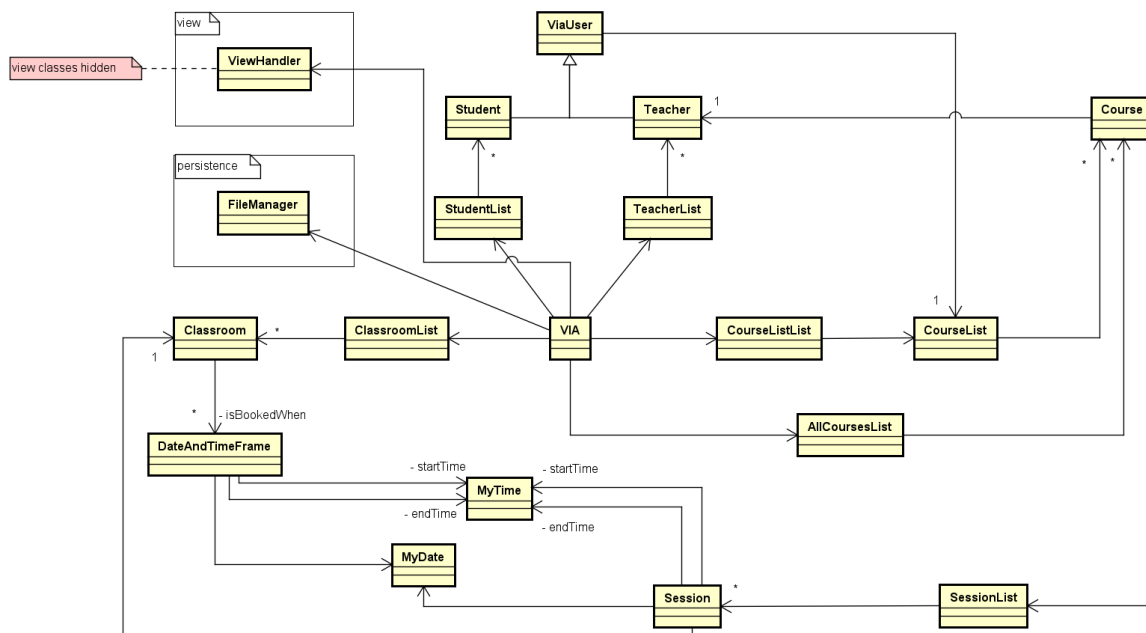 view
ViaUser
view classes hidden
ViewHandler
Student
Teacher
1
Course
*
*
*
*
persistence
FileManager
StudentList
TeacherList
1
Classroom
*
ClassroomList
VIA
CourseListList
CourseList
1
*
- isBookedWhen
AllCoursesList
DateAndTimeFrame
- startTime
- startTime
MyTime
- endTime
- endTime
MyDate
Session
*
SessionList